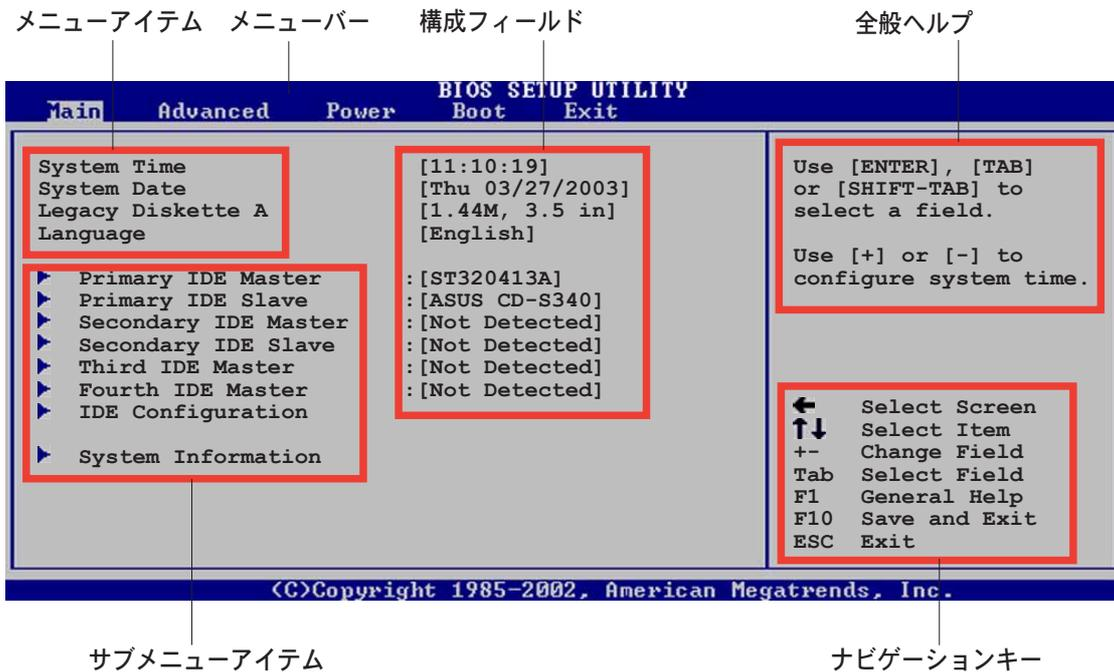 メニューアイテム メニューバー 構成フィールド 全般ヘルプ
BIOS SETUP UTILITY
Main Advanced Power Boot Exit
System Time [11:10:19]
System Date [Thu 03/27/2003]
Legacy Diskette A [1.44M, 3.5 in]
Language [English]
Primary IDE Master :[ST320413A]
Primary IDE Slave :[ASUS CD-S340]
Secondary IDE Master :[Not Detected]
Secondary IDE Slave :[Not Detected]
Third IDE Master :[Not Detected]
Fourth IDE Master :[Not Detected]
IDE Configuration
System Information
Use [ENTER], [TAB]
or [SHIFT-TAB] to
select a field.
Use [+] or [-] to
configure system time.
← Select Screen
↑↓ Select Item
+- Change Field
Tab Select Field
F1 General Help
F10 Save and Exit
ESC Exit
(C)Copyright 1985-2002, American Megatrends, Inc.
サブメニューアイテム ナビゲーションキー